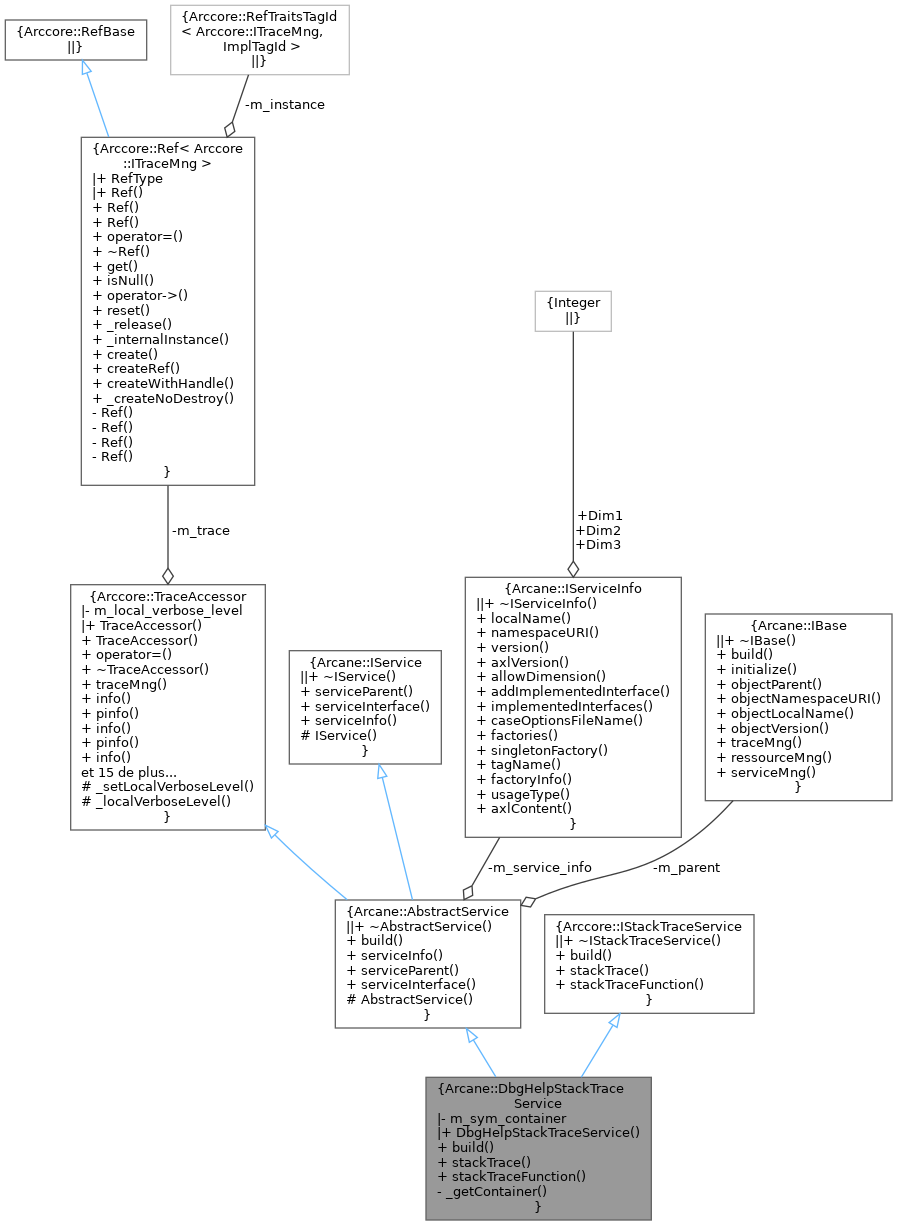 {Arccore::RefBase
||}
{Arccore::RefTraitsTagId
< Arccore::ITraceMng,
ImplTagId >
||}
-m_instance
{Arccore::Ref< Arccore
::ITraceMng >
|+ RefType
|+ Ref()
+ Ref()
+ Ref()
+ operator=()
+ ~Ref()
+ get()
+ isNull()
+ operator->()
+ reset()
+ _release()
+ _internalInstance()
+ create()
+ createRef()
+ createWithHandle()
+ _createNoDestroy()
- Ref()
- Ref()
- Ref()
- Ref()
}
-m_trace
{Integer
||}
+Dim1
+Dim2
+Dim3
{Arccore::TraceAccessor
|- m_local_verbose_level
|+ TraceAccessor()
+ TraceAccessor()
+ operator=()
+ ~TraceAccessor()
+ traceMng()
+ info()
+ pinfo()
+ info()
+ pinfo()
+ info()
et 15 de plus...
# _setLocalVerboseLevel()
# _localVerboseLevel()
}
{Arcane::IService
||+ ~IService()
+ serviceParent()
+ serviceInterface()
+ serviceInfo()
# IService()
}
{Arcane::IServiceInfo
||+ ~IServiceInfo()
+ localName()
+ namespaceURI()
+ version()
+ axlVersion()
+ allowDimension()
+ addImplementedInterface()
+ implementedInterfaces()
+ caseOptionsFileName()
+ factories()
+ singletonFactory()
+ tagName()
+ factoryInfo()
+ usageType()
+ axlContent()
}
{Arcane::IBase
||+ ~IBase()
+ build()
+ initialize()
+ objectParent()
+ objectNamespaceURI()
+ objectLocalName()
+ objectVersion()
+ traceMng()
+ ressourceMng()
+ serviceMng()
}
-m_service_info
-m_parent
{Arcane::AbstractService
||+ ~AbstractService()
+ build()
+ serviceInfo()
+ serviceParent()
+ serviceInterface()
# AbstractService()
}
{Arccore::IStackTraceService
||+ ~IStackTraceService()
+ build()
+ stackTrace()
+ stackTraceFunction()
}
{Arcane::DbgHelpStackTrace
Service
|- m_sym_container
|+ DbgHelpStackTraceService()
+ build()
+ stackTrace()
+ stackTraceFunction()
- _getContainer()
}